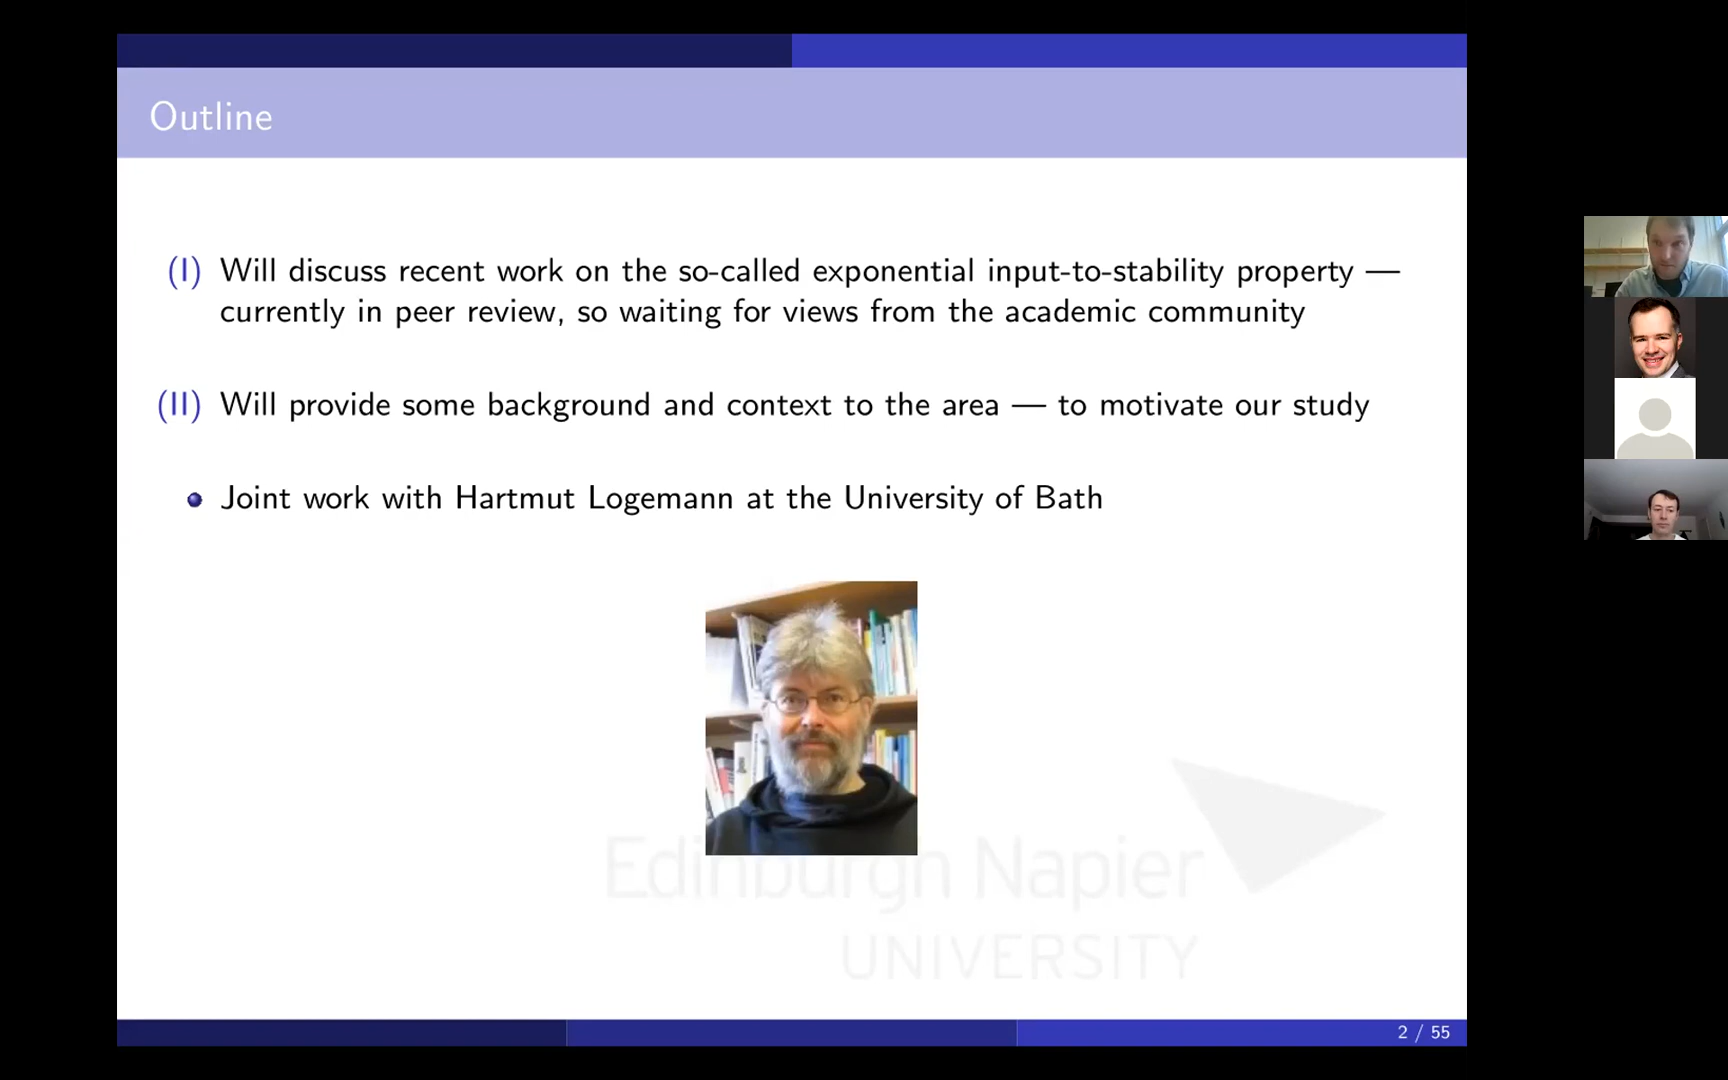 Outline
(I) Will discuss recent work on the so-called exponential input-to-stability property —
currently in peer review, so waiting for views from the academic community
(II) Will provide some background and context to the area — to motivate our study
Joint work with Hartmut Logemann at the University of Bath
Edinburgh Napier
UNIVERSITY
2 / 55